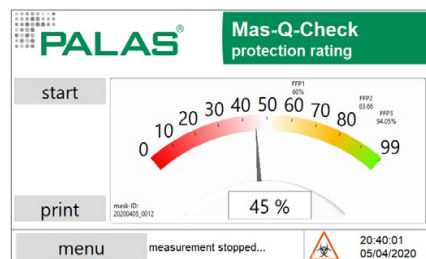 PALAS®
Mas-Q-Check
protection rating
start
FFP1
60%
FFP2
83.66
FFP3
94.05%
0 10 20 30 40 50 60 70 80 99
mask-ID:
20200405_0012
45 %
print
menu
measurement stopped...
20:40:01
05/04/2020